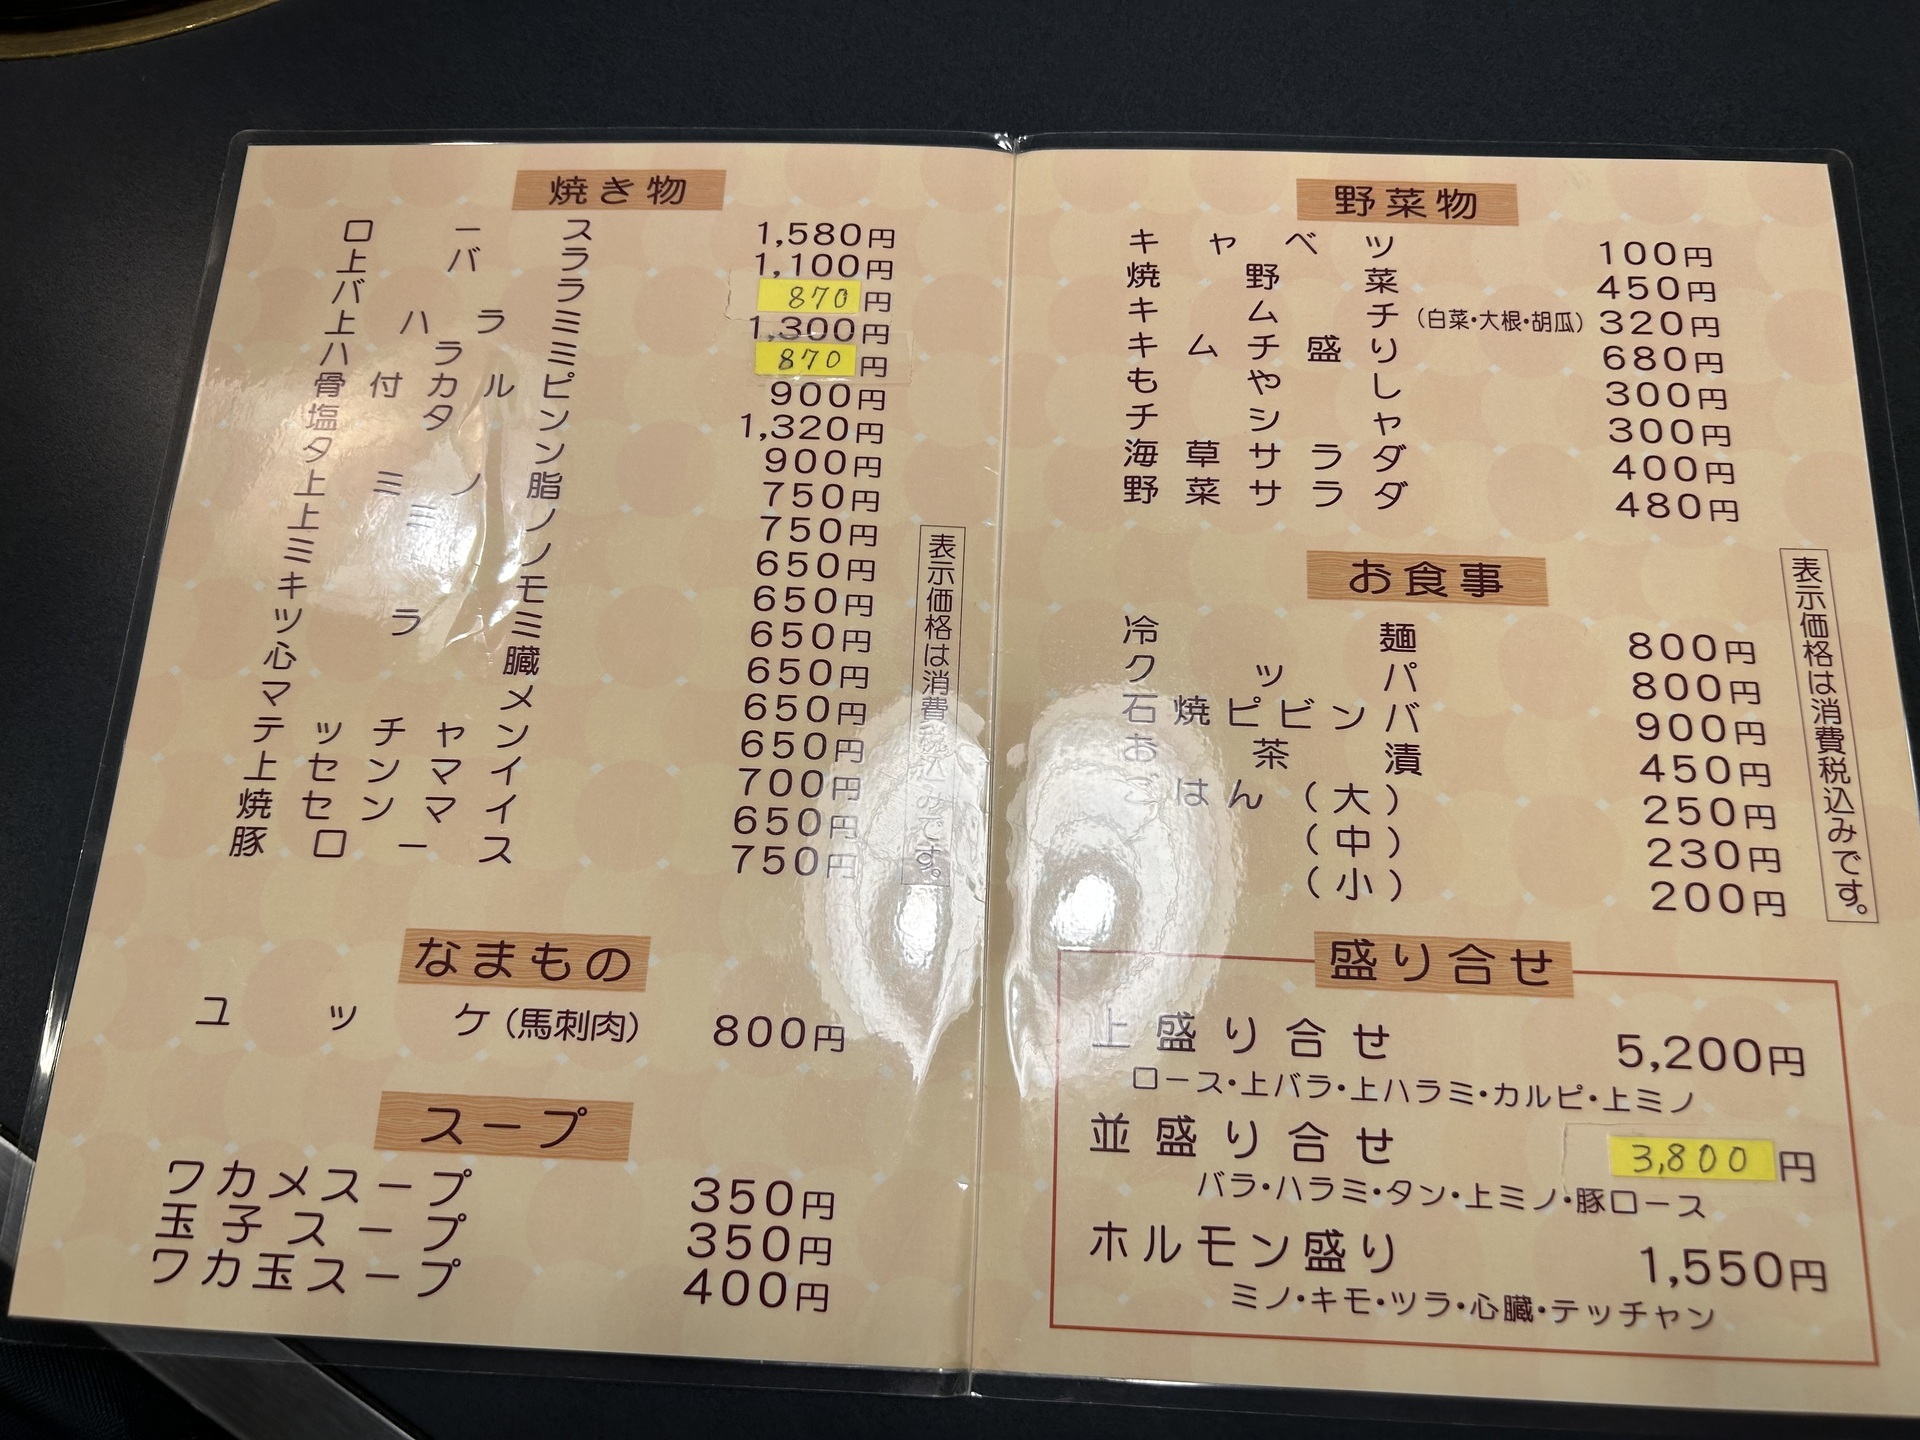 焼き物
ロース 1,580円
上バラ 1,100円
バラ 870円
上ハラミ 1,300円
ハラミ 870円
骨付カルピ 900円
塩タン 1,320円
タン 900円
上ミノ脂 750円
上ミノ 750円
ミノ 650円
キモ 650円
ツラミ 650円
心臓 650円
マメ 650円
テッチャン 650円
上センマイ 700円
焼センマイ 650円
豚ロース 750円
表示価格は消費税込みです。
なまもの
ユッケ(馬刺肉) 800円
スープ
ワカメスープ 350円
玉子スープ 350円
ワカ玉スープ 400円
野菜物
キャベツ 100円
焼野菜 450円
キムチ(白菜・大根・胡瓜) 320円
キムチ盛り 680円
もやし 300円
チシャ 300円
海草サラダ 400円
野菜サラダ 480円
お食事
冷麺 800円
クッパ 800円
石焼ピビンバ 900円
お茶漬 450円
ごはん(大) 250円
(中) 230円
(小) 200円
表示価格は消費税込みです。
盛り合せ
上盛り合せ 5,200円
ロース・上バラ・上ハラミ・カルピ・上ミノ
並盛り合せ 3,800円
バラ・ハラミ・タン・上ミノ・豚ロース
ホルモン盛り 1,550円
ミノ・キモ・ツラ・心臓・テッチャン